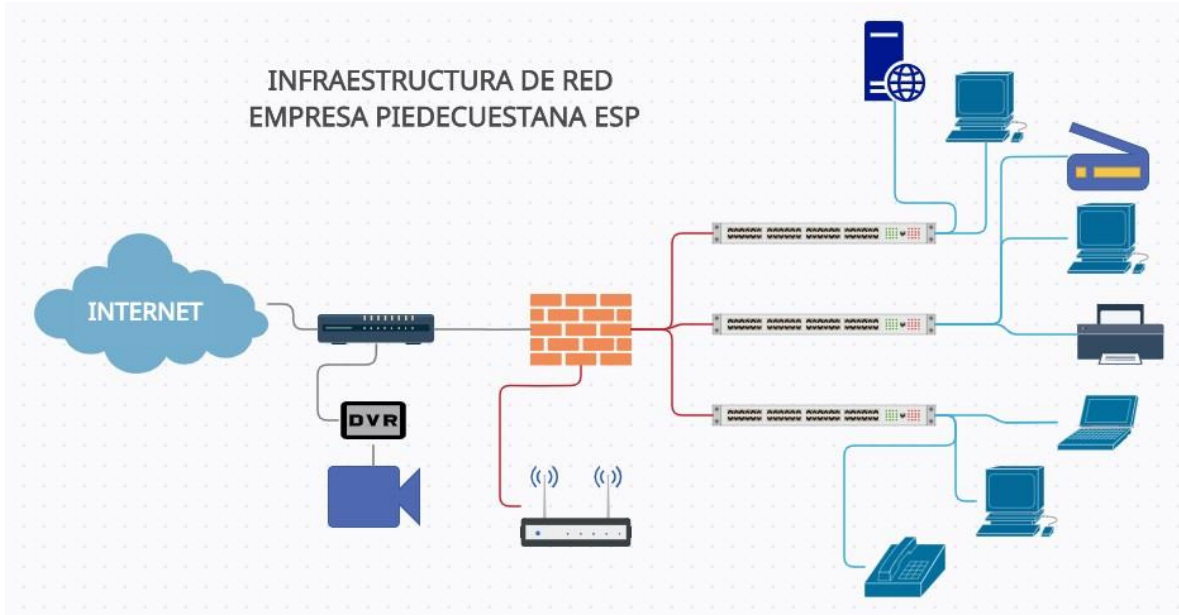 INFRAESTRUCTURA DE RED
EMPRESA PIEDECUESTANA ESP
INTERNET
DVR